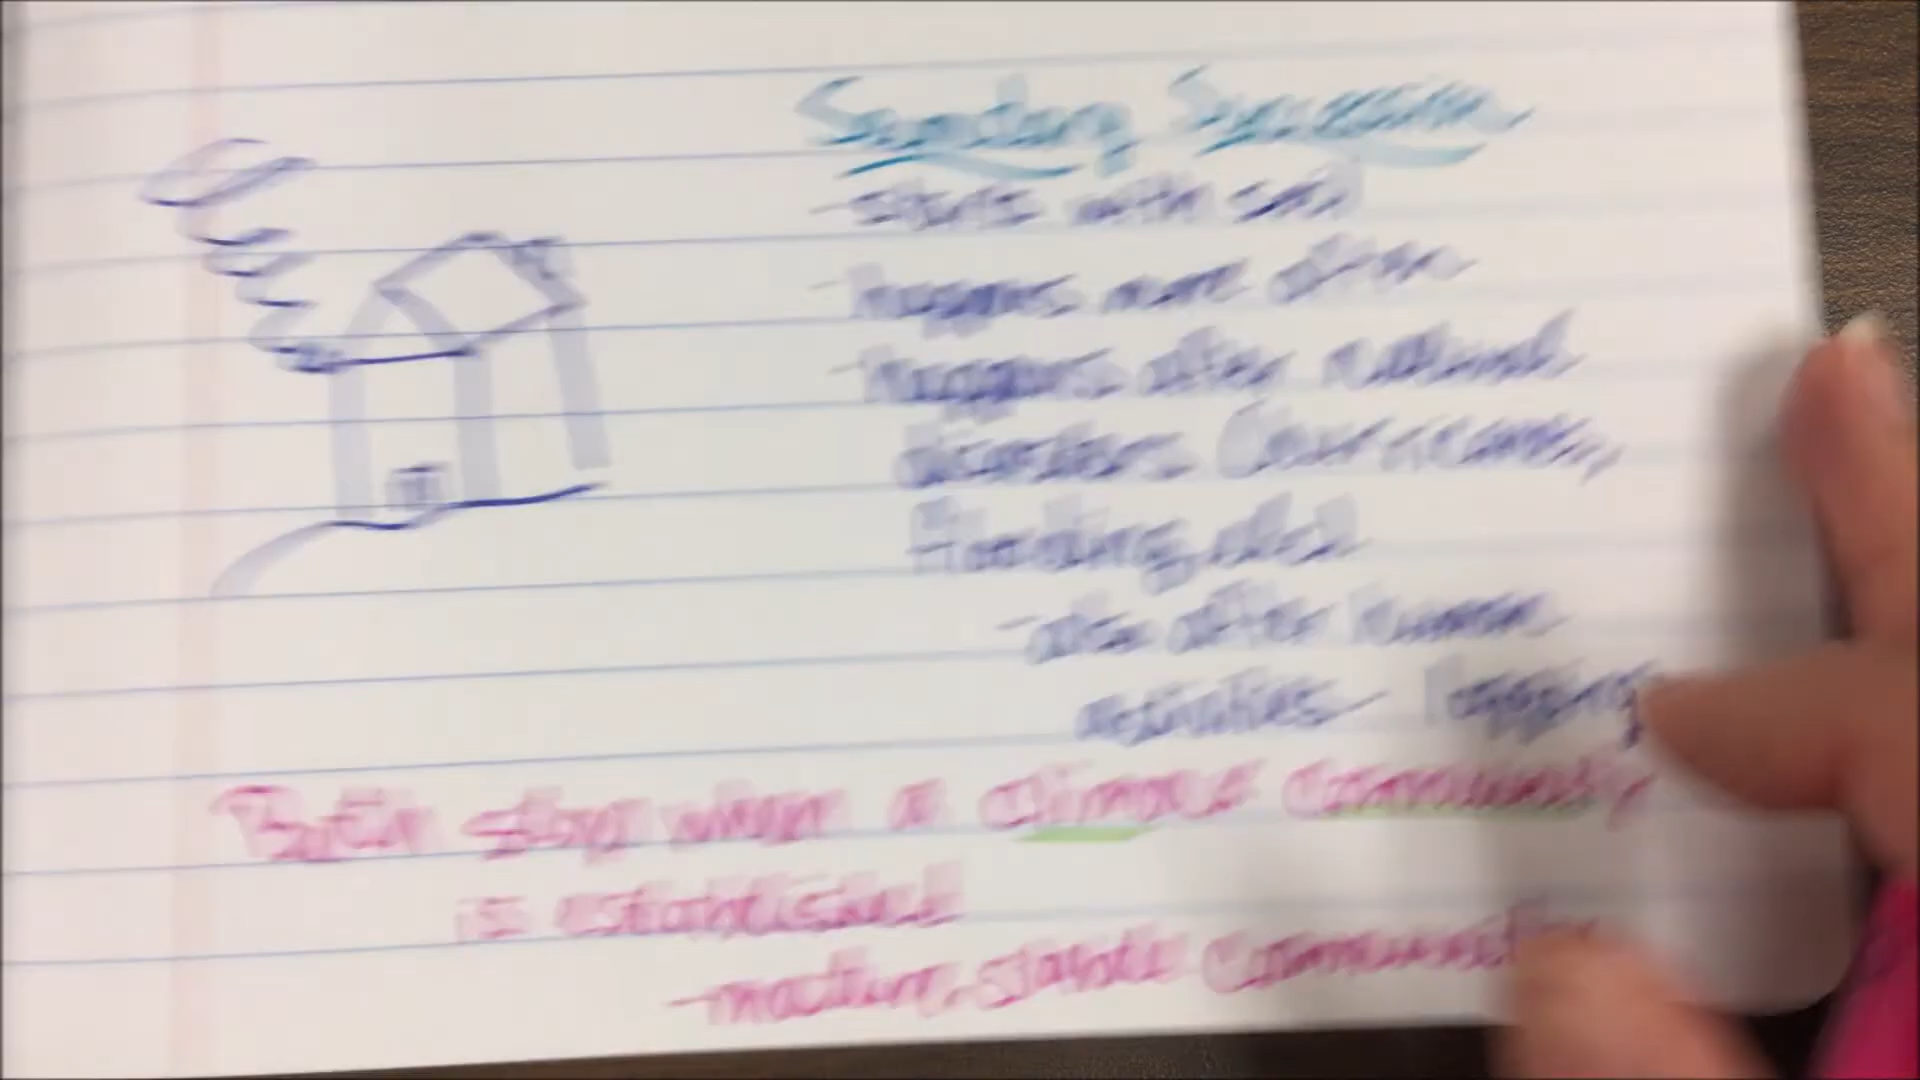 Secondary Succession
- starts with soil
- happens more often
- happens after natural
disasters (hurricanes,
flooding, etc)
- also after human
activities - logging
Both stop when a climax community
is established
- mature, stable community